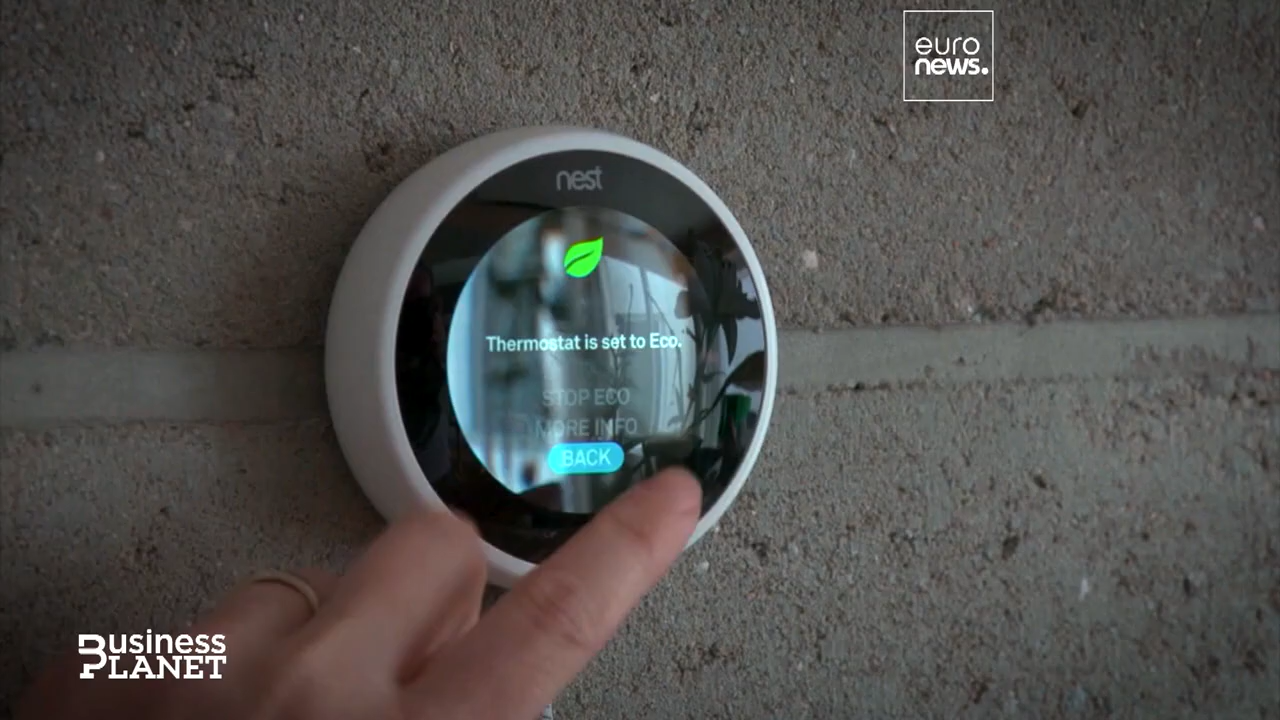 euro
news.
nest
Thermostat is set to Eco.
STOP ECO
MORE INFO
BACK
Business
PLANET